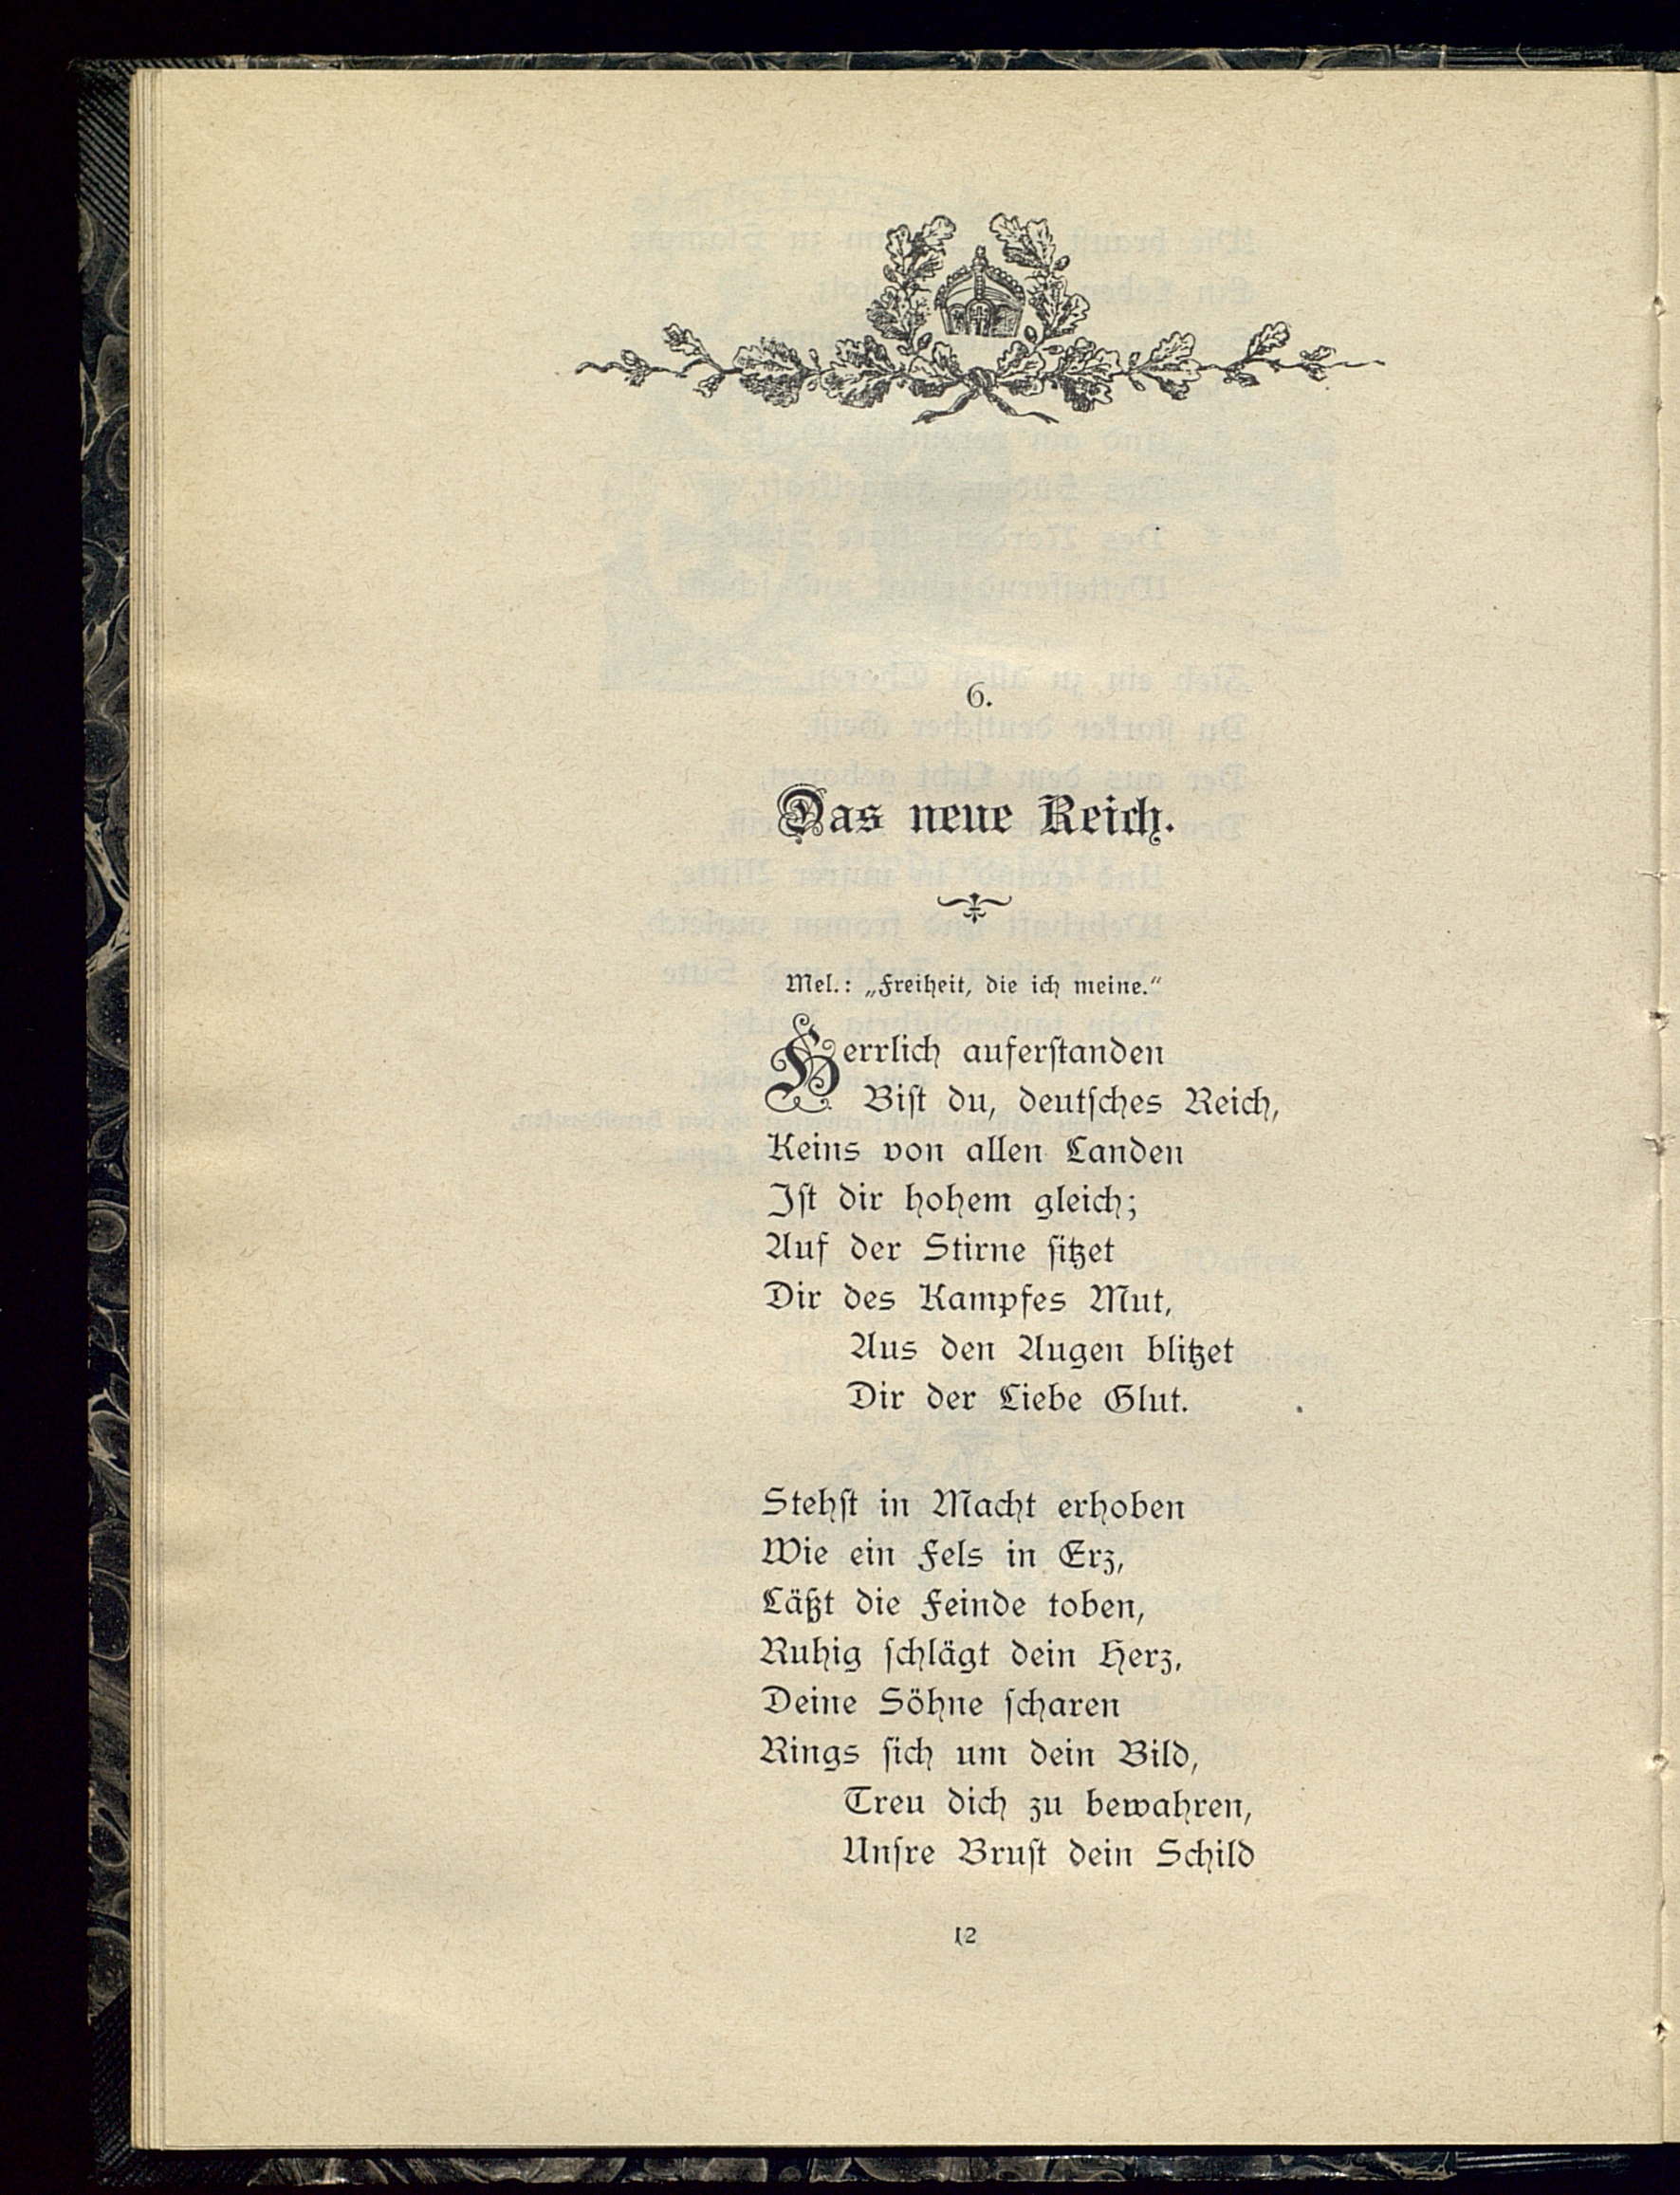 6.
Das neue Reich.
Mel.: „Freiheit, die ich meine.“
Herrlich auferſtanden
Biſt du, deutſches Reich,
Keins von allen Landen
Iſt dir hohem gleich;
Auf der Stirne ſitzet
Dir des Kampfes Mut,
Aus den Augen blitzet
Dir der Liebe Glut.
Stehſt in Macht erhoben
Wie ein Fels in Erz,
Läßt die Feinde toben,
Ruhig ſchlägt dein Herz,
Deine Söhne ſcharen
Rings ſich um dein Bild,
Treu dich zu bewahren,
Unſre Bruſt dein Schild
12